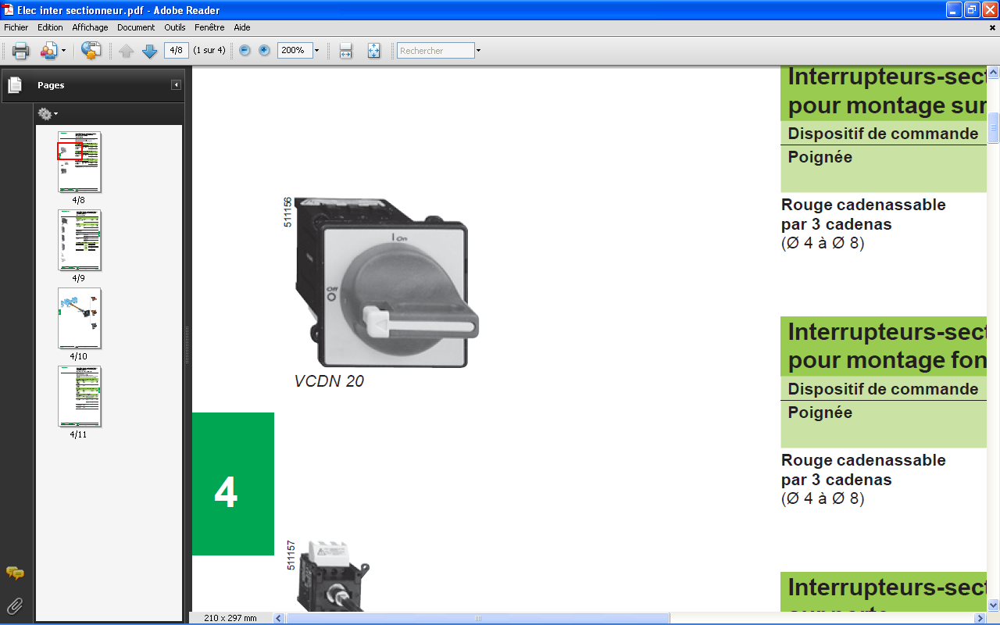 Elec inter sectionneur.pdf - Adobe Reader
Fichier Edition Affichage Document Outils Fenêtre Aide
4/8 (1 sur 4) 200% Rechercher
Pages
4/8
4/9
4/10
4/11
511156
I On
Off
O
VCDN 20
4
511157
Interrupteurs-sect
pour montage sur
Dispositif de commande
Poignée
Rouge cadenassable
par 3 cadenas
(Ø 4 à Ø 8)
Interrupteurs-sect
pour montage fon
Dispositif de commande
Poignée
Rouge cadenassable
par 3 cadenas
(Ø 4 à Ø 8)
Interrupteurs-sect
210 x 297 mm